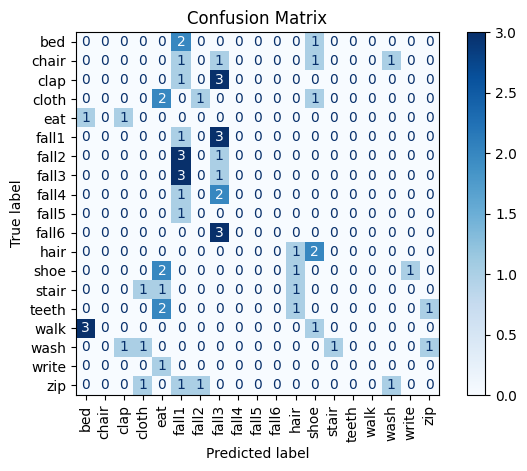 Confusion Matrix
True label
bed 0 0 0 0 0 2 0 0 0 0 0 0 1 0 0 0 0 0 0
chair 0 0 0 0 0 1 0 1 0 0 0 0 1 0 0 0 1 0 0
clap 0 0 0 0 0 1 0 3 0 0 0 0 0 0 0 0 0 0 0
cloth 0 0 0 0 2 0 1 0 0 0 0 0 1 0 0 0 0 0 0
eat 1 0 1 0 0 0 0 0 0 0 0 0 0 0 0 0 0 0 0
fall1 0 0 0 0 0 1 0 3 0 0 0 0 0 0 0 0 0 0 0
fall2 0 0 0 0 0 3 0 1 0 0 0 0 0 0 0 0 0 0 0
fall3 0 0 0 0 0 3 0 1 0 0 0 0 0 0 0 0 0 0 0
fall4 0 0 0 0 0 1 0 2 0 0 0 0 0 0 0 0 0 0 0
fall5 0 0 0 0 0 1 0 0 0 0 0 0 0 0 0 0 0 0 0
fall6 0 0 0 0 0 0 0 3 0 0 0 0 0 0 0 0 0 0 0
hair 0 0 0 0 0 0 0 0 0 0 0 1 2 0 0 0 0 0 0
shoe 0 0 0 0 2 0 0 0 0 0 0 1 0 0 0 0 0 1 0
stair 0 0 0 1 1 0 0 0 0 0 0 1 0 0 0 0 0 0 0
teeth 0 0 0 0 2 0 0 0 0 0 0 1 0 0 0 0 0 0 1
walk 3 0 0 0 0 0 0 0 0 0 0 0 1 0 0 0 0 0 0
wash 0 0 1 1 0 0 0 0 0 0 0 0 0 1 0 0 0 0 1
write 0 0 0 0 1 0 0 0 0 0 0 0 0 0 0 0 0 0 0
zip 0 0 0 1 0 1 1 0 0 0 0 0 0 0 0 0 1 0 0
bed chair clap cloth eat fall1 fall2 fall3 fall4 fall5 fall6 hair shoe stair teeth walk wash write zip
Predicted label
3.0
2.5
2.0
1.5
1.0
0.5
0.0